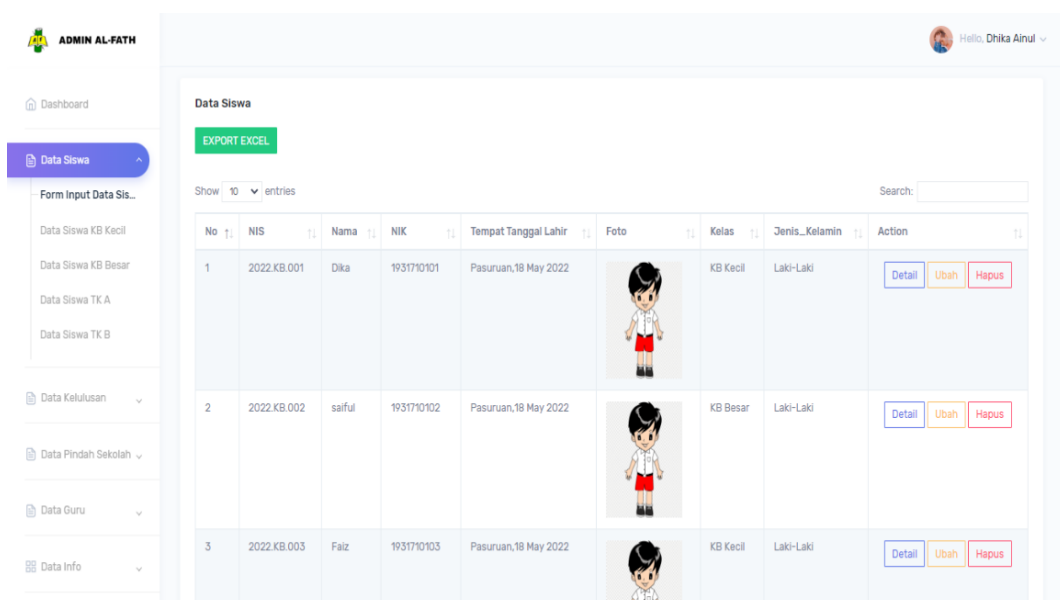 ADMIN AL-FATH
Hello, Dhika Ainul
Dashboard
Data Siswa
Form Input Data Sis...
Data Siswa KB Kecil
Data Siswa KB Besar
Data Siswa TK A
Data Siswa TK B
Data Kelulusan
Data Pindah Sekolah
Data Guru
Data Info
Data Siswa
EXPORT EXCEL
Show 10 entries
Search:
No NIS Nama NIK Tempat Tanggal Lahir Foto Kelas Jenis_Kelamin Action
1 2022.KB.001 Dika 1931710101 Pasuruan,18 May 2022 KB Kecil Laki-Laki Detail Ubah Hapus
2 2022.KB.002 saiful 1931710102 Pasuruan,18 May 2022 KB Besar Laki-Laki Detail Ubah Hapus
3 2022.KB.003 Faiz 1931710103 Pasuruan,18 May 2022 KB Kecil Laki-Laki Detail Ubah Hapus